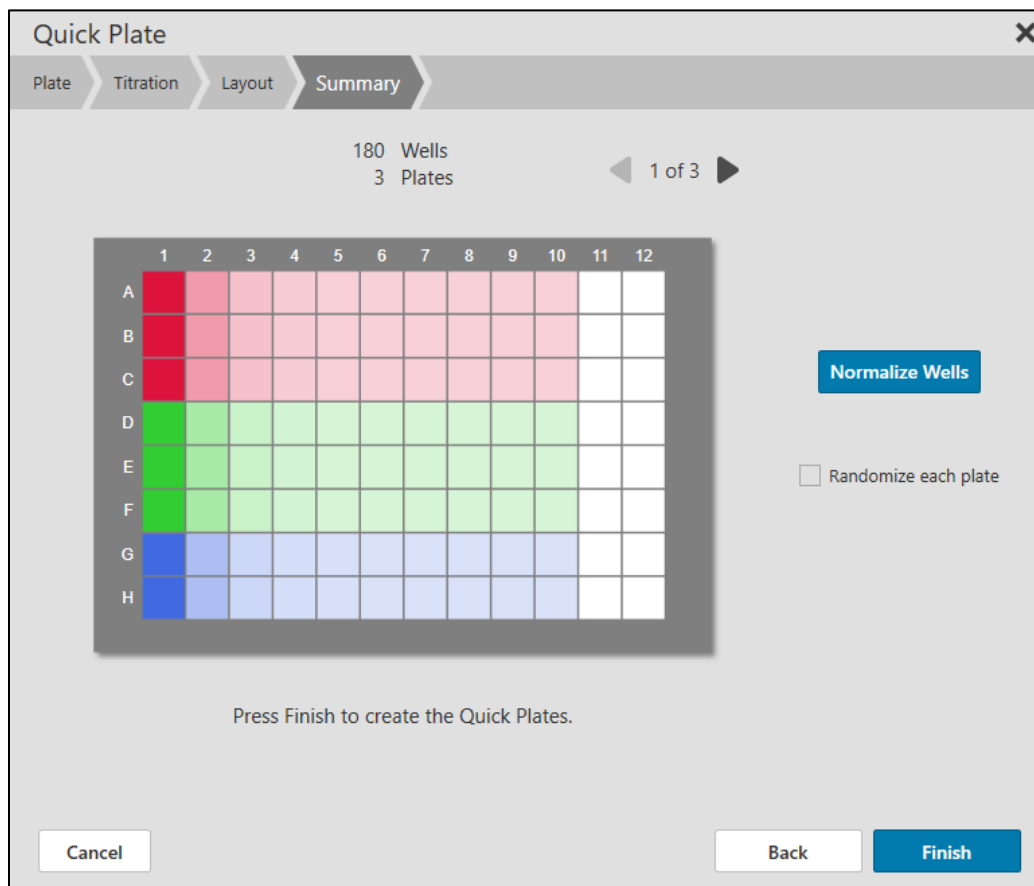 Quick Plate
Plate Titration Layout Summary
180 Wells
3 Plates
1 of 3
1 2 3 4 5 6 7 8 9 10 11 12
A
B
C
D
E
F
G
H
Normalize Wells
Randomize each plate
Press Finish to create the Quick Plates.
Cancel Back Finish